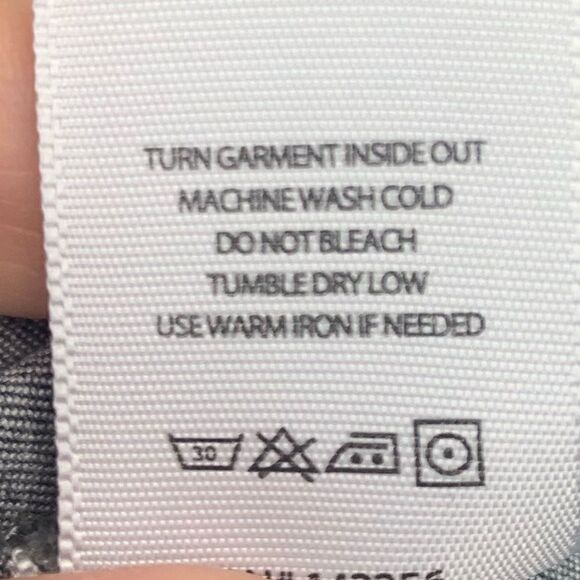 TURN GARMENT INSIDE OUT
MACHINE WASH COLD
DO NOT BLEACH
TUMBLE DRY LOW
USE WARM IRON IF NEEDED
30